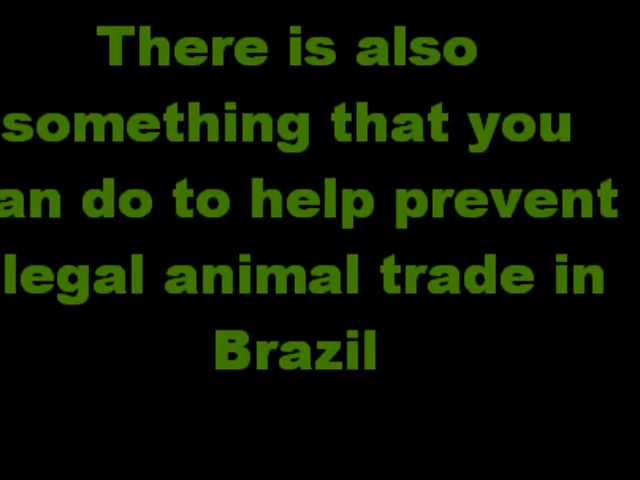 There is also
something that you
an do to help prevent
legal animal trade in
Brazil